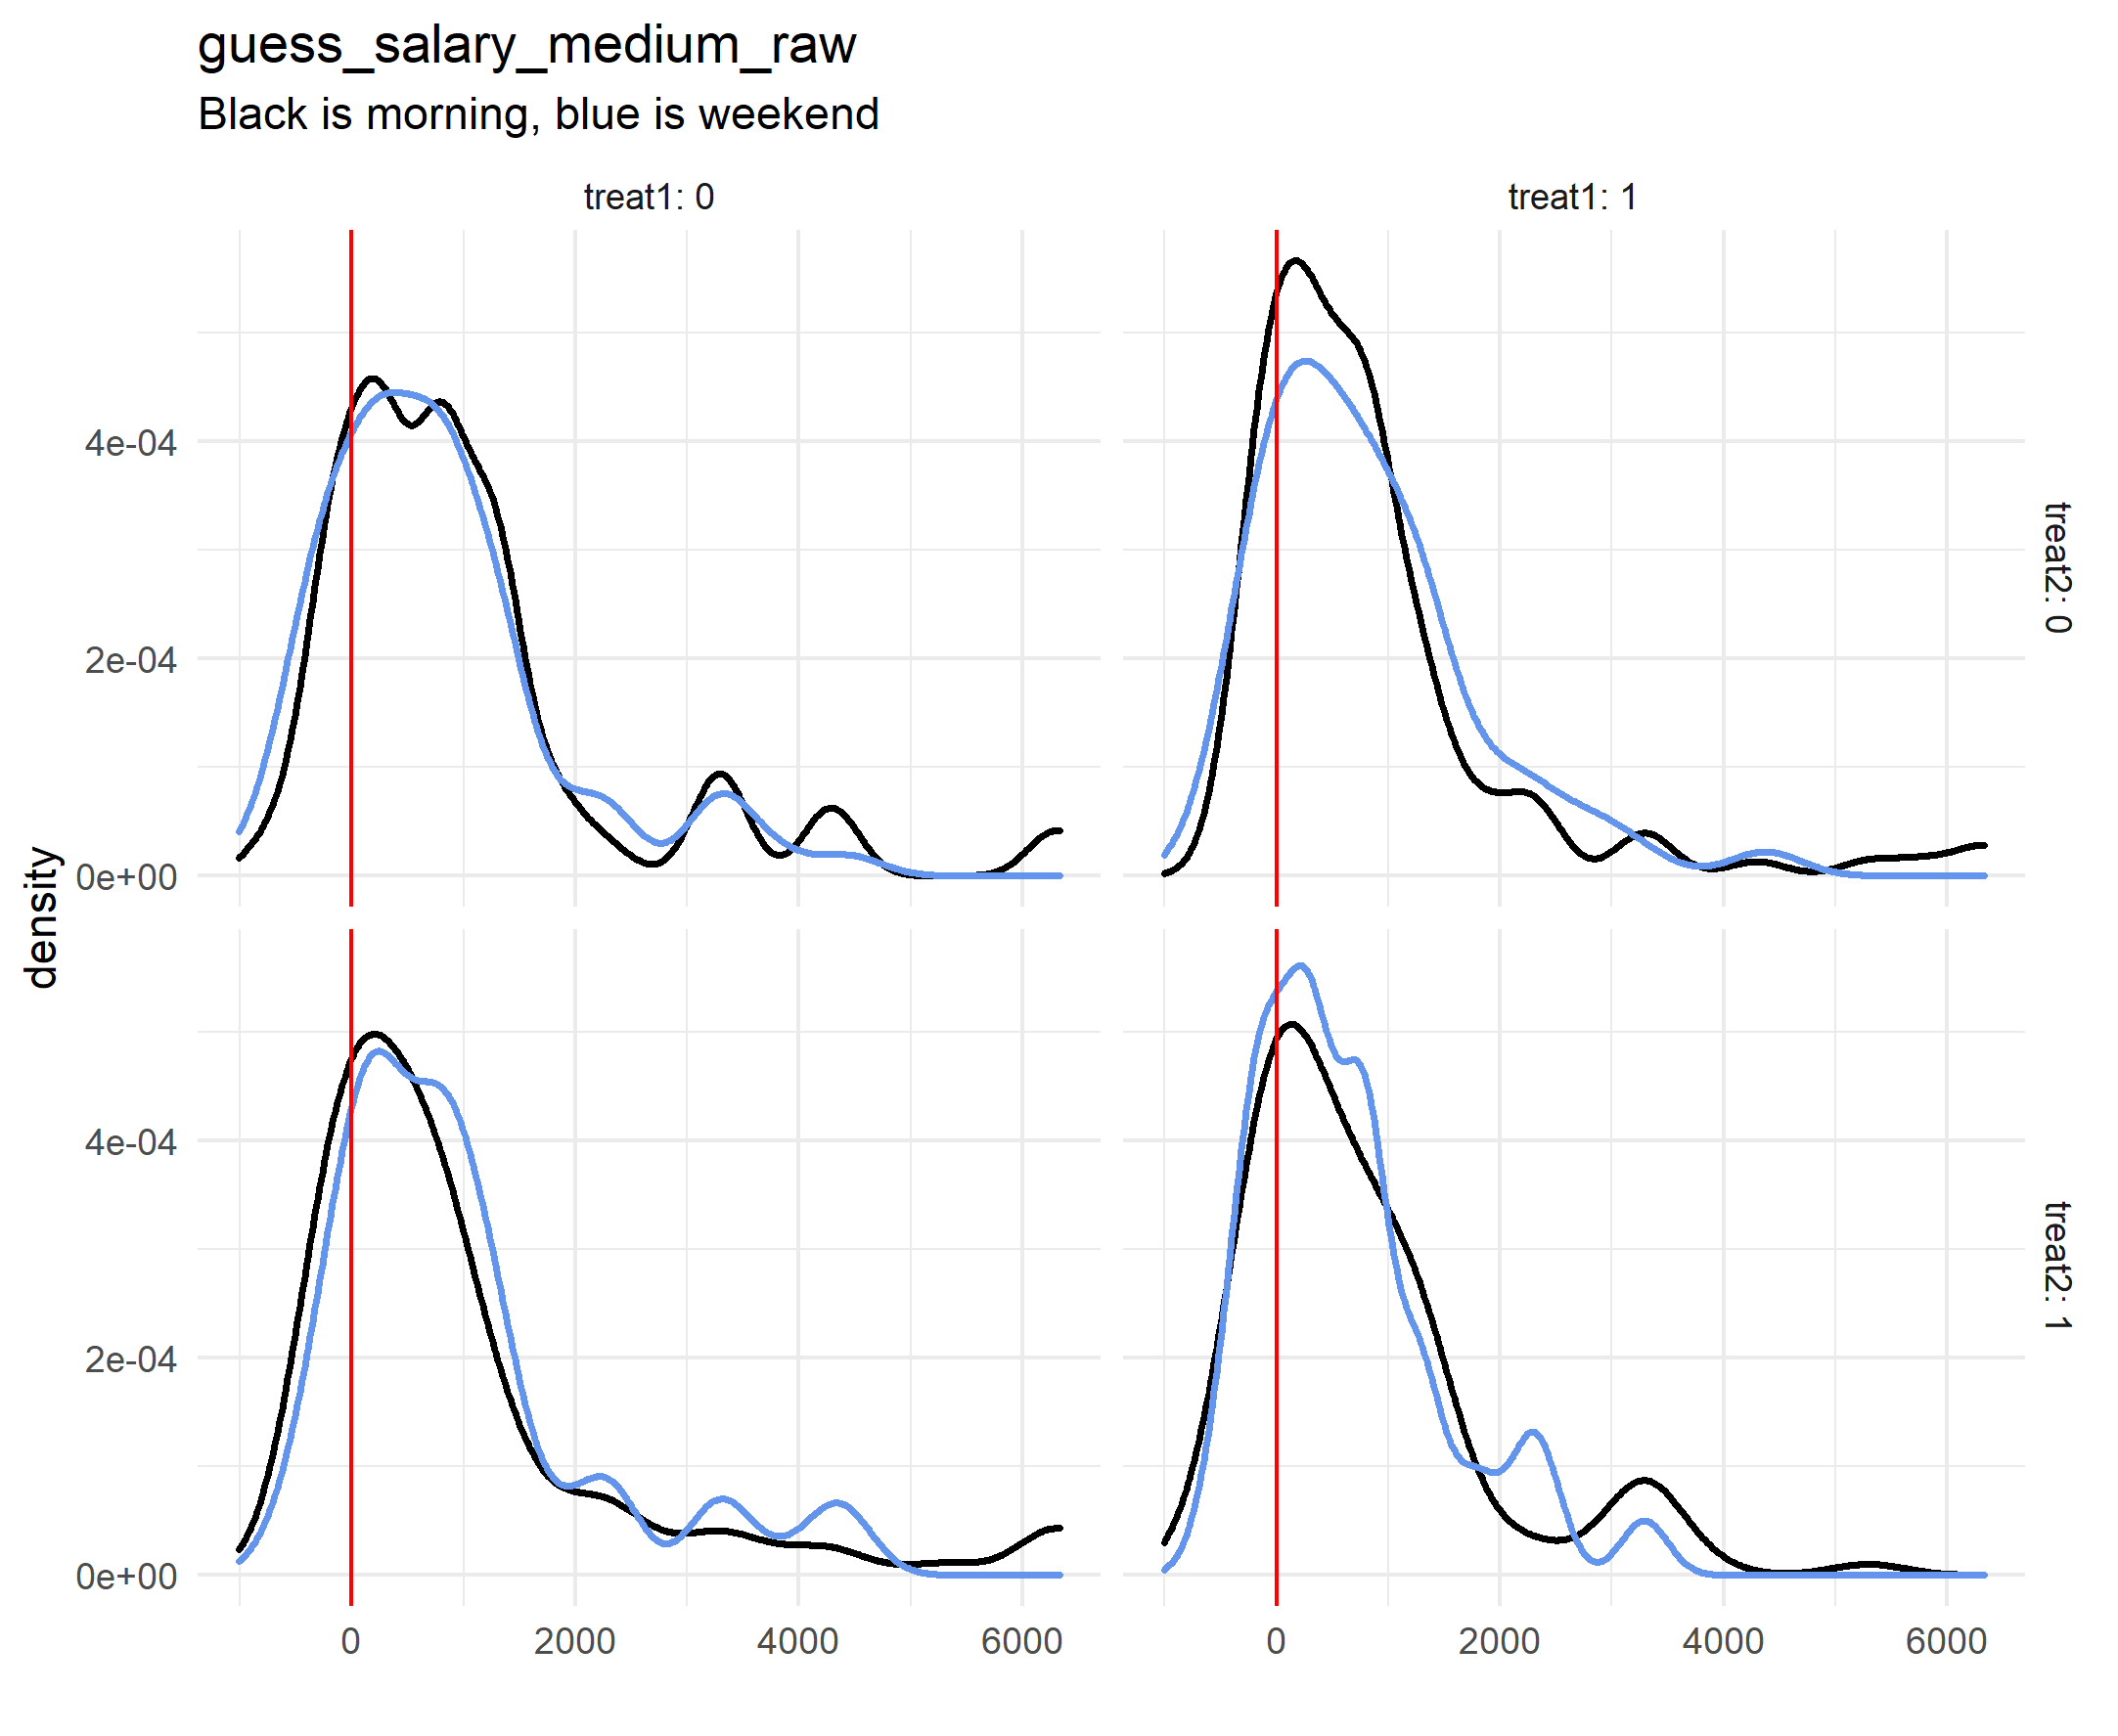 guess_salary_medium_raw
Black is morning, blue is weekend
treat1: 0
treat1: 1
4e-04
2e-04
0e+00
treat2: 0
density
4e-04
2e-04
0e+00
treat2: 1
0
2000
4000
6000
0
2000
4000
6000